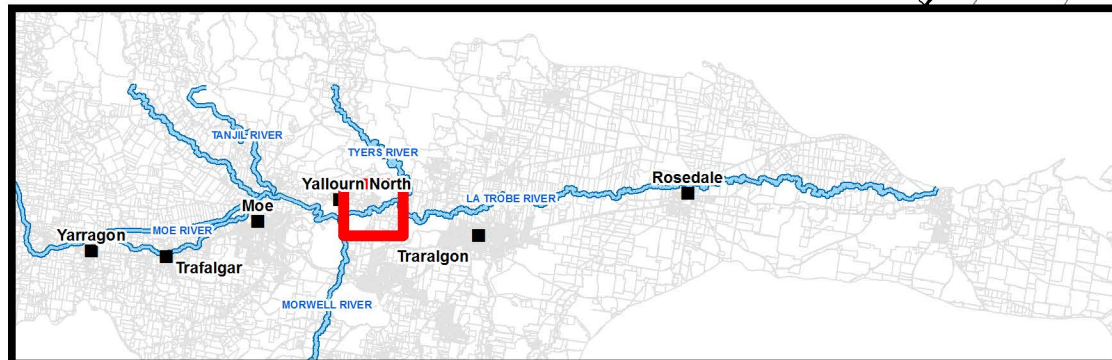 TANJIL RIVER
TYERS RIVER
Rosedale
Yallourn North
LA TROBE RIVER
Moe
MOE RIVER
Yarragon
Traralgon
Trafalgar
MORWELL RIVER